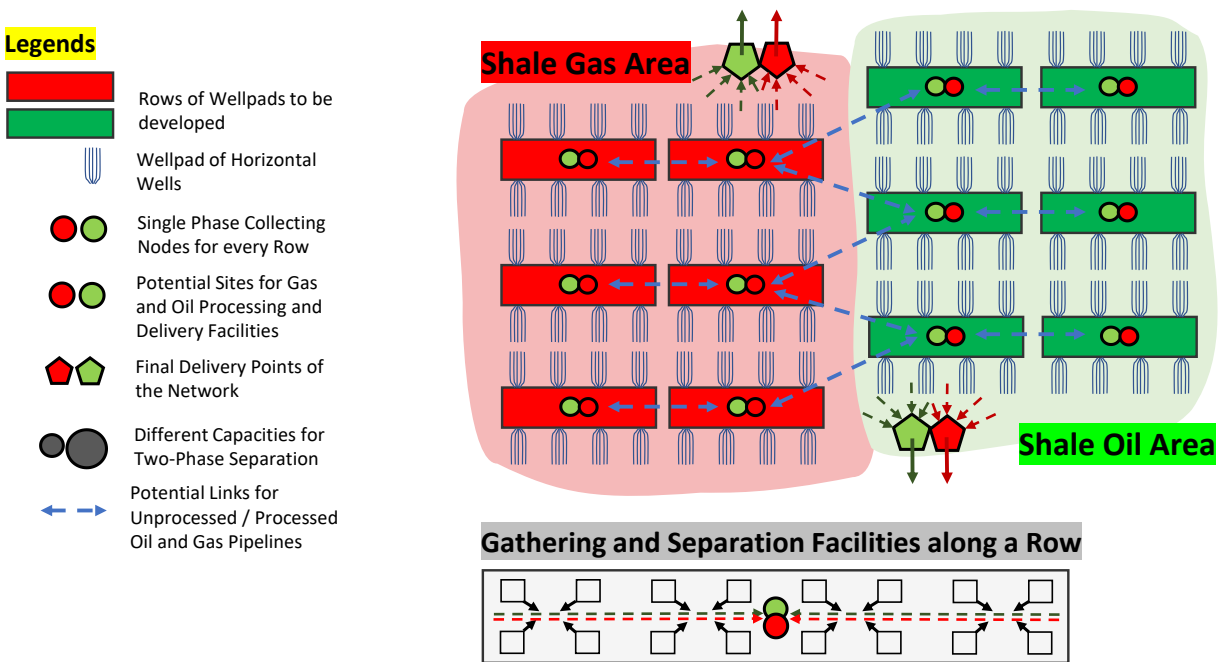 Legends
Rows of Wellpads to be
developed
Wellpad of Horizontal
Wells
Single Phase Collecting
Nodes for every Row
Potential Sites for Gas
and Oil Processing and
Delivery Facilities
Final Delivery Points of
the Network
Different Capacities for
Two-Phase Separation
Potential Links for
Unprocessed / Processed
Oil and Gas Pipelines
Shale Gas Area
Shale Oil Area
Gathering and Separation Facilities along a Row